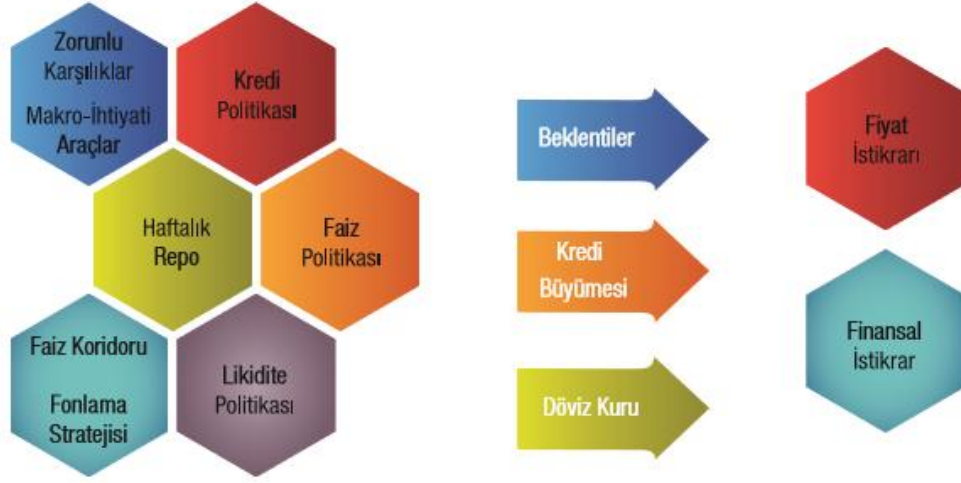 Zorunlu
Karşılıklar
Makro-İhtiyati
Araçlar
Kredi
Politikası
Haftalık
Repo
Faiz
Politikası
Faiz Koridoru
Fonlama
Stratejisi
Likidite
Politikası
Beklentiler
Kredi
Büyümesi
Döviz Kuru
Fiyat
İstikrarı
Finansal
İstikrar